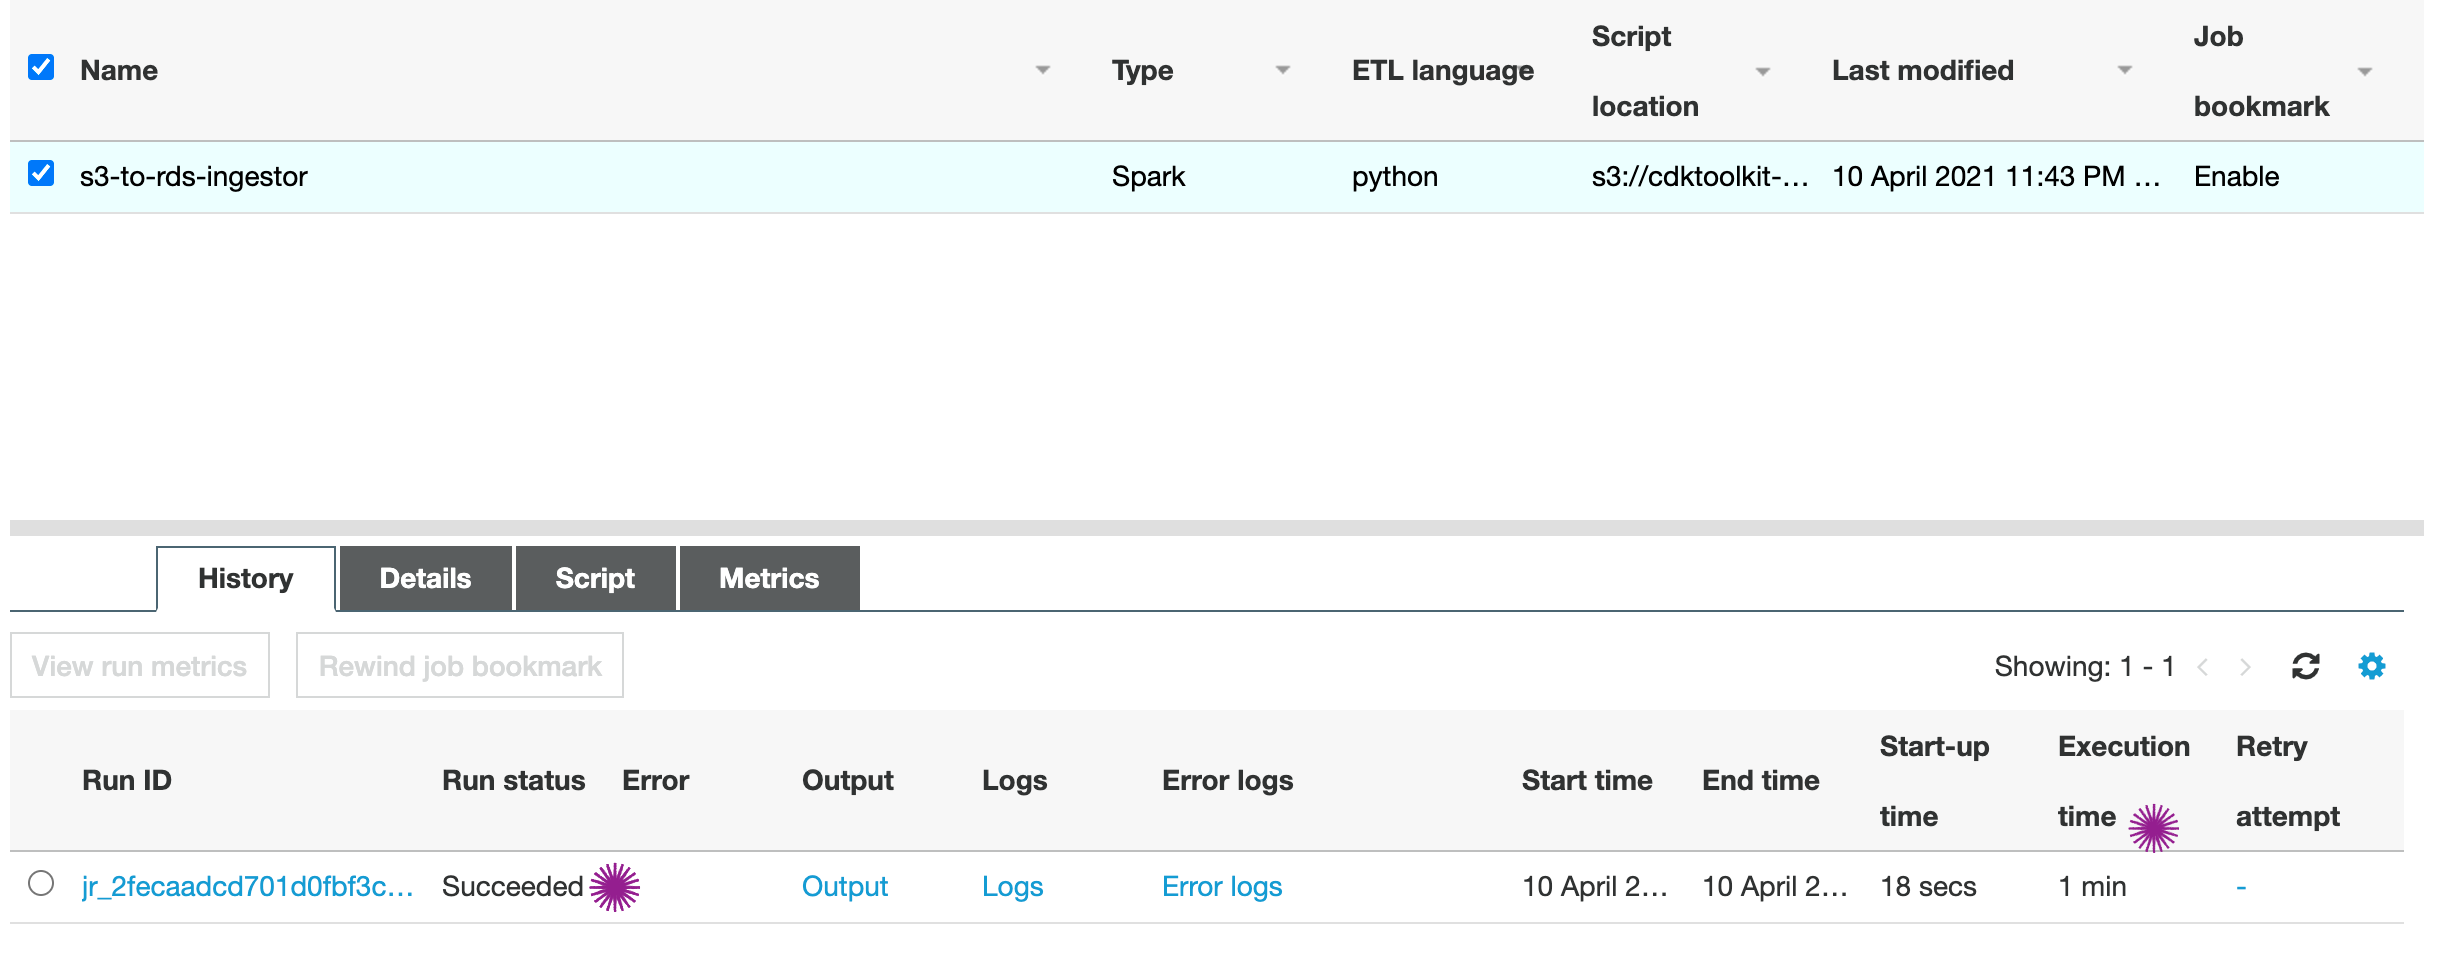 Name Type ETL language Script location Last modified Job bookmark
s3-to-rds-ingestor Spark python s3://cdktoolkit-... 10 April 2021 11:43 PM ... Enable
History Details Script Metrics
View run metrics Rewind job bookmark Showing: 1 - 1
Run ID Run status Error Output Logs Error logs Start time End time Start-up time Execution time Retry attempt
jr_2fecaadcd701d0fbf3c... Succeeded Output Logs Error logs 10 April 2... 10 April 2... 18 secs 1 min -